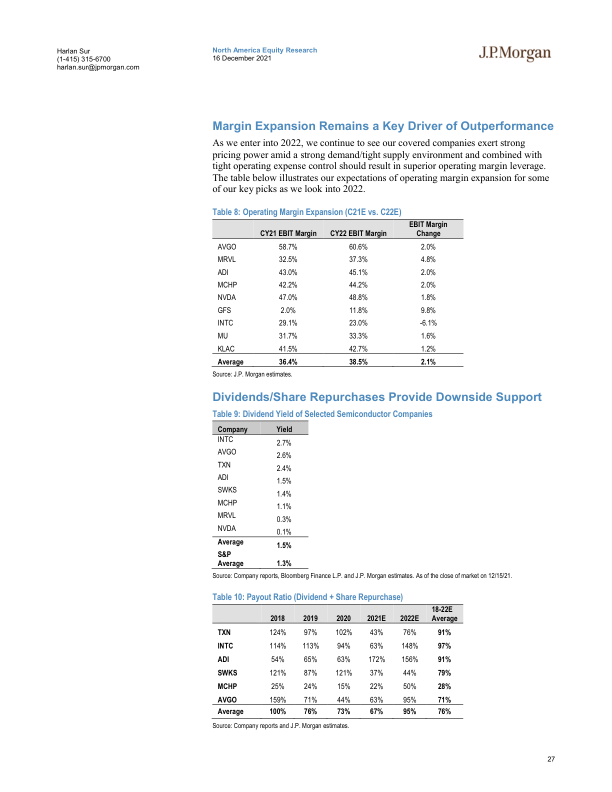 Harlan Sur
(1-415) 315-6700
harlan.sur@jpmorgan.com
North America Equity Research
16 December 2021
J.P.Morgan
Margin Expansion Remains a Key Driver of Outperformance
As we enter into 2022, we continue to see our covered companies exert strong
pricing power amid a strong demand/tight supply environment and combined with
tight operating expense control should result in superior operating margin leverage.
The table below illustrates our expectations of operating margin expansion for some
of our key picks as we look into 2022.
Table 8: Operating Margin Expansion (C21E vs. C22E)
CY21 EBIT Margin CY22 EBIT Margin EBIT Margin Change
AVGO 58.7% 60.6% 2.0%
MRVL 32.5% 37.3% 4.8%
ADI 43.0% 45.1% 2.0%
MCHP 42.2% 44.2% 2.0%
NVDA 47.0% 48.8% 1.8%
GFS 2.0% 11.8% 9.8%
INTC 29.1% 23.0% -6.1%
MU 31.7% 33.3% 1.6%
KLAC 41.5% 42.7% 1.2%
Average 36.4% 38.5% 2.1%
Source: J.P. Morgan estimates.
Dividends/Share Repurchases Provide Downside Support
Table 9: Dividend Yield of Selected Semiconductor Companies
Company Yield
INTC 2.7%
AVGO 2.6%
TXN 2.4%
ADI 1.5%
SWKS 1.4%
MCHP 1.1%
MRVL 0.3%
NVDA 0.1%
Average 1.5%
S&P
Average 1.3%
Source: Company reports, Bloomberg Finance L.P. and J.P. Morgan estimates. As of the close of market on 12/15/21.
Table 10: Payout Ratio (Dividend + Share Repurchase)
2018 2019 2020 2021E 2022E 18-22E Average
TXN 124% 97% 102% 43% 76% 91%
INTC 114% 113% 94% 63% 148% 97%
ADI 54% 65% 63% 172% 156% 91%
SWKS 121% 87% 121% 37% 44% 79%
MCHP 25% 24% 15% 22% 50% 28%
AVGO 159% 71% 44% 63% 95% 71%
Average 100% 76% 73% 67% 95% 76%
Source: Company reports and J.P. Morgan estimates.
27